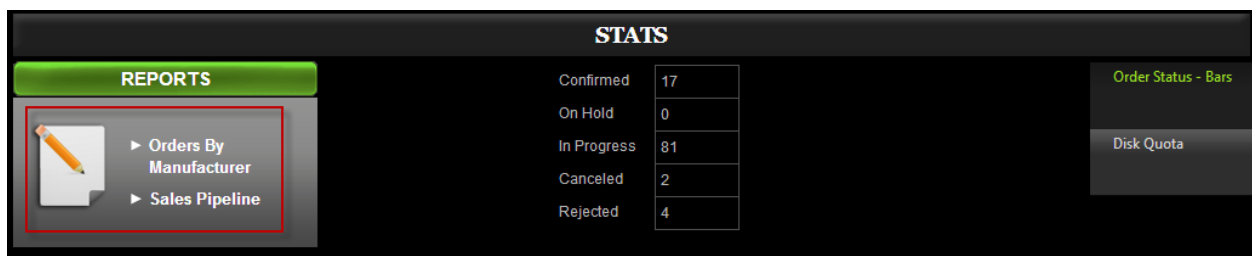 STATS
REPORTS
► Orders By
Manufacturer
► Sales Pipeline
Confirmed 17
On Hold 0
In Progress 81
Canceled 2
Rejected 4
Order Status - Bars
Disk Quota